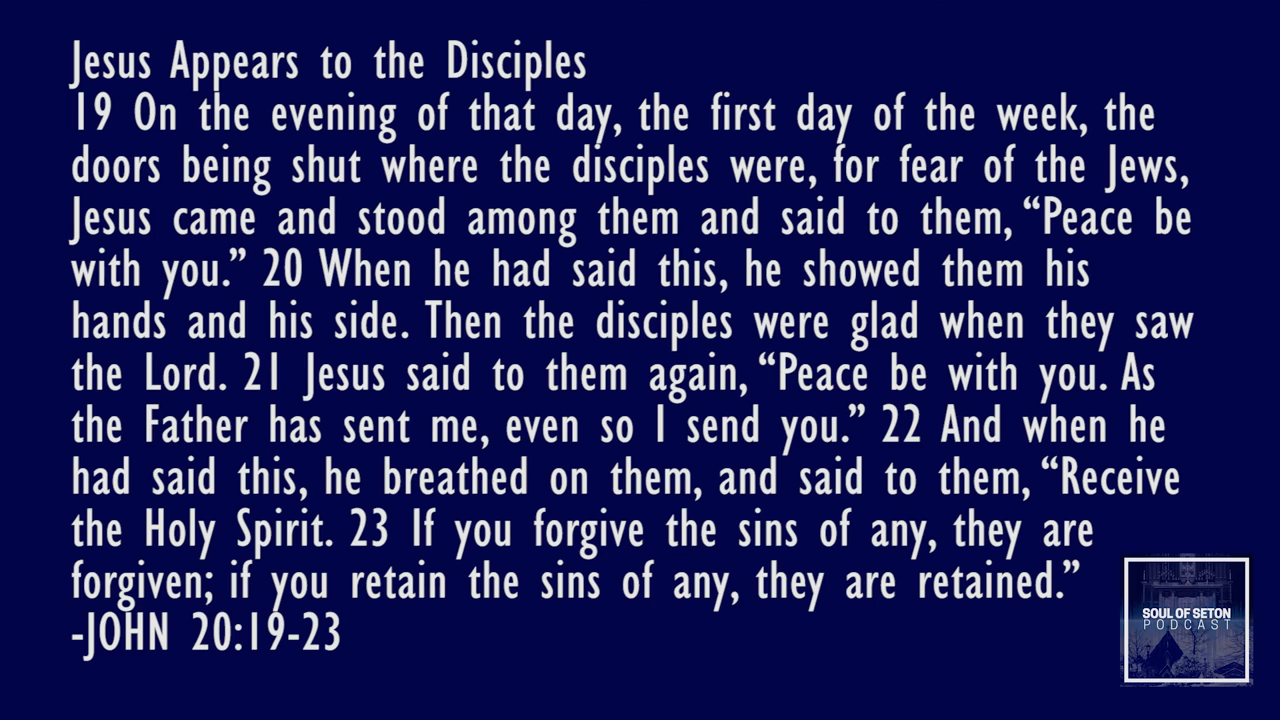 Jesus Appears to the Disciples
19 On the evening of that day, the first day of the week, the
doors being shut where the disciples were, for fear of the Jews,
Jesus came and stood among them and said to them, “Peace be
with you.” 20 When he had said this, he showed them his
hands and his side. Then the disciples were glad when they saw
the Lord. 21 Jesus said to them again, “Peace be with you. As
the Father has sent me, even so I send you.” 22 And when he
had said this, he breathed on them, and said to them, “Receive
the Holy Spirit. 23 If you forgive the sins of any, they are
forgiven; if you retain the sins of any, they are retained.”
-JOHN 20:19-23
SOUL OF SETON
PODCAST